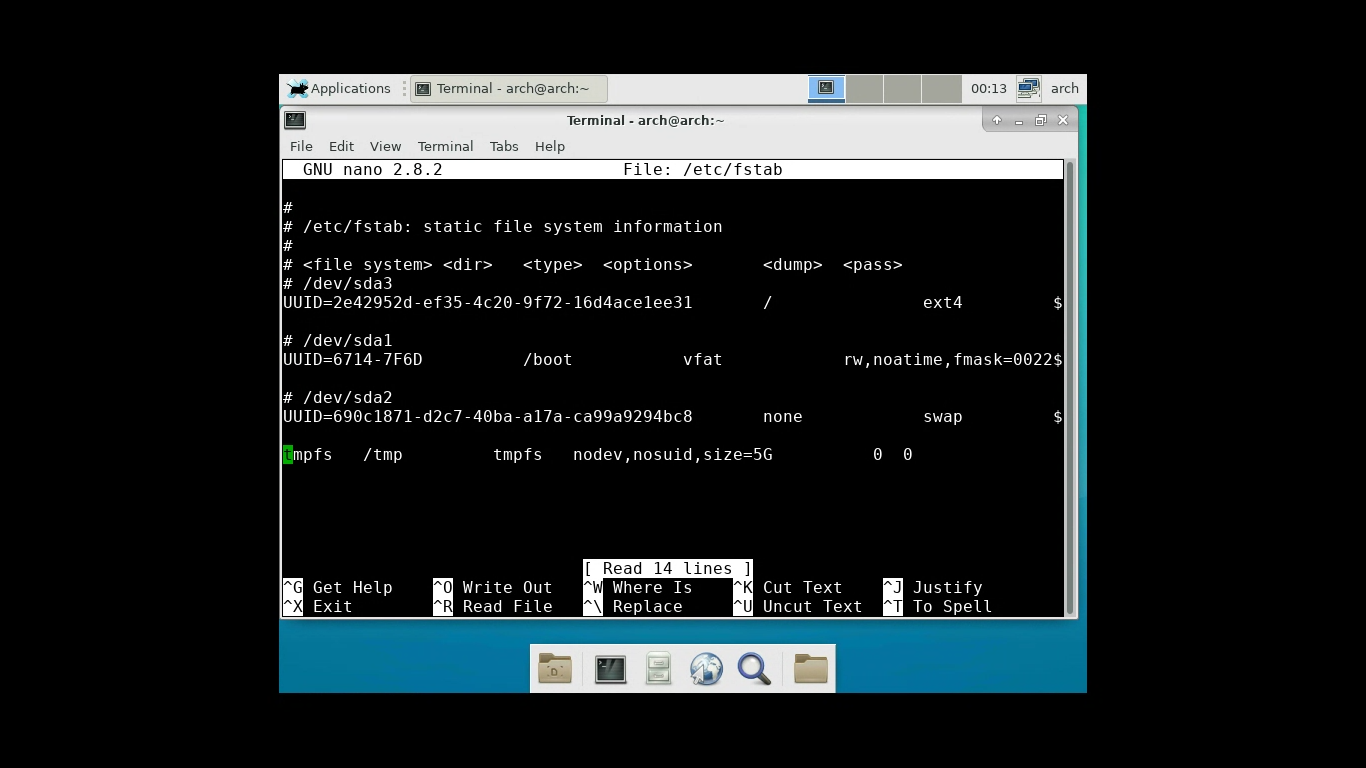 Applications Terminal - arch@arch:~ 00:13 arch
Terminal - arch@arch:~
File Edit View Terminal Tabs Help
GNU nano 2.8.2 File: /etc/fstab
#
# /etc/fstab: static file system information
#
# <file system> <dir> <type> <options> <dump> <pass>
# /dev/sda3
UUID=2e42952d-ef35-4c20-9f72-16d4ace1ee31 / ext4 $
# /dev/sda1
UUID=6714-7F6D /boot vfat rw,noatime,fmask=0022$
# /dev/sda2
UUID=690c1871-d2c7-40ba-a17a-ca99a9294bc8 none swap $
tmpfs /tmp tmpfs nodev,nosuid,size=5G 0 0
[ Read 14 lines ]
^G Get Help ^O Write Out ^W Where Is ^K Cut Text ^J Justify
^X Exit ^R Read File ^\ Replace ^U Uncut Text ^T To Spell